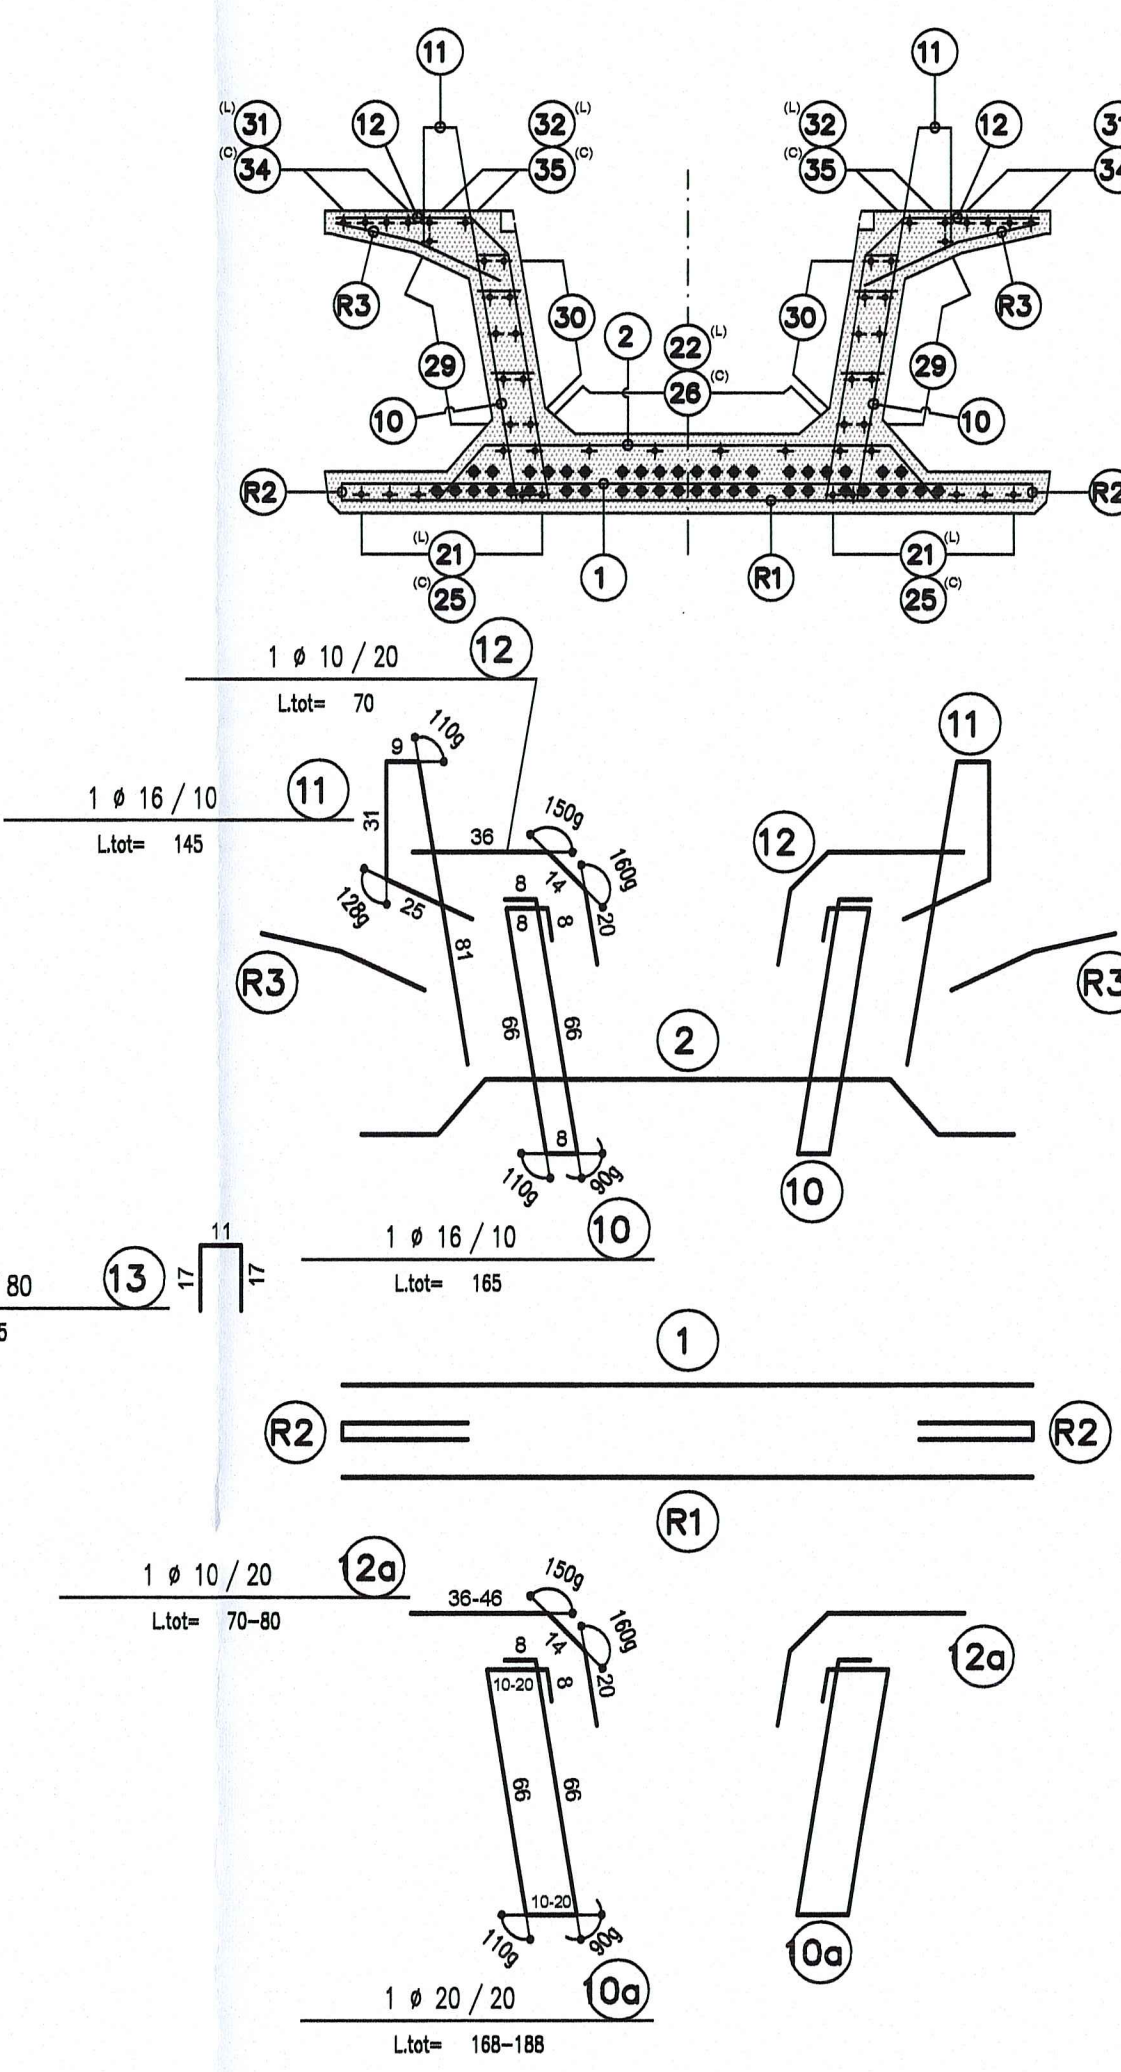 11 11
(L) 31 12 32 (L) (L) 32 12 31
(C) 34 35 (C) (C) 35 34
R3 30 2 22 (L) 30 R3
29 26 (C) 29
10 10
R2 R2
(L) 21 21 (L)
(C) 25 1 R1 25 (C)
1 ø 10 / 20 12
L.tot= 70
11
9 110g
1 ø 16 / 10 11
L.tot= 145
31
36 150g 12
14 160g
8
128g 25 8 8 20
81
R3 R3
66 66
2
8
110g 90g
10
1 ø 16 / 10 10
L.tot= 165
11
80 13 17 17
5
1
R2 R2
R1
1 ø 10 / 20 12a
L.tot= 70-80
36-46 150g
14 160g
8 12a
10-20 8 20
66 66
10-20
110g 90g
10a
1 ø 20 / 20 10a
L.tot= 168-188